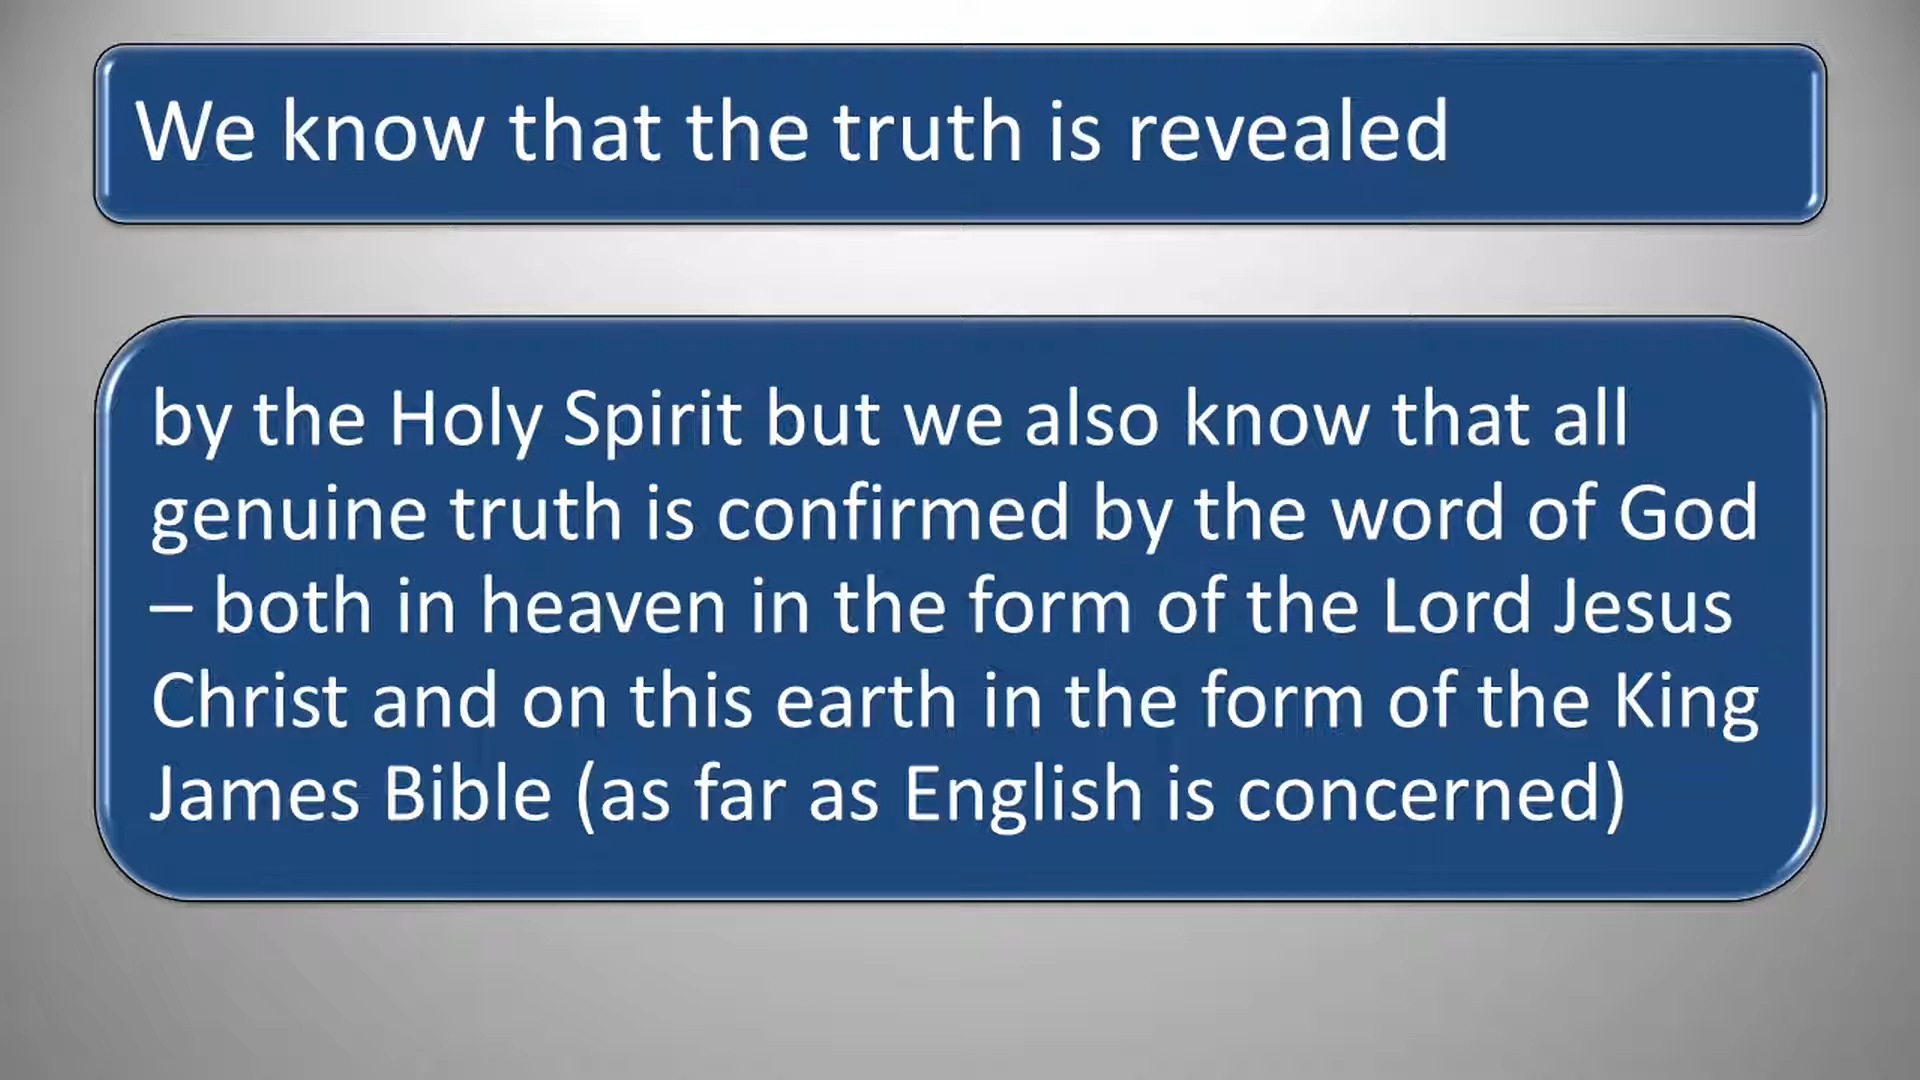 We know that the truth is revealed
by the Holy Spirit but we also know that all
genuine truth is confirmed by the word of God
– both in heaven in the form of the Lord Jesus
Christ and on this earth in the form of the King
James Bible (as far as English is concerned)